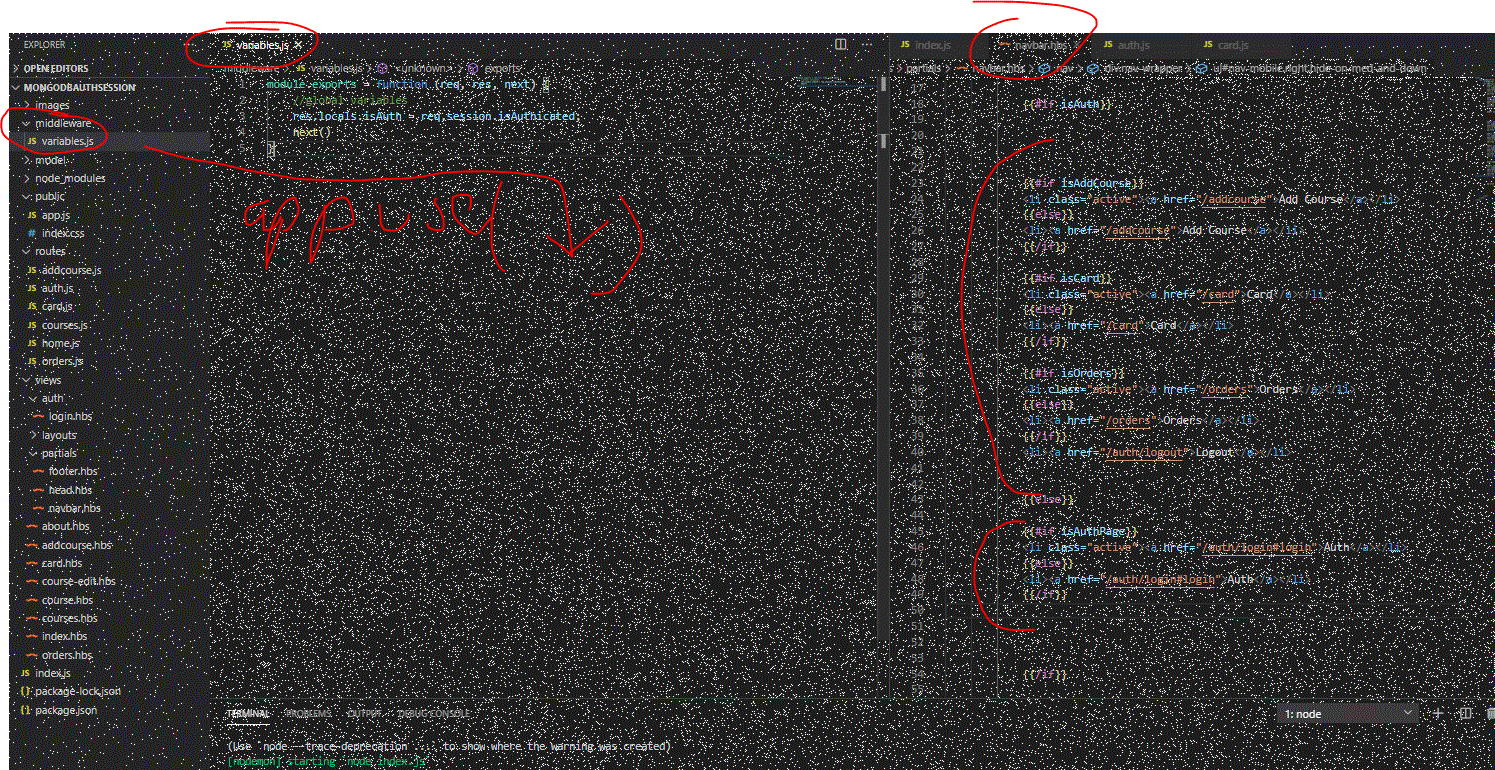 EXPLORER
OPEN EDITORS
MONGODBAUTHSESSION
images
middleware
JS variables.js
model
node_modules
public
JS app.js
# index.css
routes
JS addcourse.js
JS auth.js
JS card.js
JS courses.js
JS home.js
JS orders.js
views
auth
login.hbs
layouts
partials
footer.hbs
head.hbs
navbar.hbs
about.hbs
addcourse.hbs
card.hbs
course-edit.hbs
course.hbs
courses.hbs
index.hbs
orders.hbs
JS index.js
{} package-lock.json
{} package.json
JS variables.js ×
middleware > JS variables.js > <unknown> > exports
1 module.exports = function (req, res, next) {
2 //global variables
3 res.locals.isAuth = req.session.isAuthicated;
4 next()
5 }
app.use( )
JS index.js navbar.hbs JS auth.js JS card.js
partials > navbar.hbs > nav > div.nav-wrapper > ul#nav-mobile.right.hide-on-med-and-down
17
18 {{#if isAuth}}
19
20
23 {{#if isAddCourse}}
24 <li class="active"><a href="/addcourse">Add Course</a></li>
25 {{else}}
26 <li><a href="/addcourse">Add Course</a></li>
27 {{/if}}
28
29 {{#if isCard}}
30 <li class="active"><a href="/card">Card</a></li>
31 {{else}}
32 <li><a href="/card">Card</a></li>
33 {{/if}}
34
35 {{#if isOrders}}
36 <li class="active"><a href="/orders">Orders</a></li>
37 {{else}}
38 <li><a href="/orders">Orders</a></li>
39 {{/if}}
40 <li><a href="/auth/logout">Logout</a></li>
41
42
43 {{else}}
44
45 {{#if isAuthPage}}
46 <li class="active"><a href="/auth/login#login">Auth</a></li>
47 {{else}}
48 <li><a href="/auth/login#login">Auth</a></li>
49 {{/if}}
50
51
52
53
54 {{/if}}
TERMINAL PROBLEMS OUTPUT DEBUG CONSOLE
1: node
(Use `node --trace-deprecation ...` to show where the warning was created)
[nodemon] starting `node index.js`